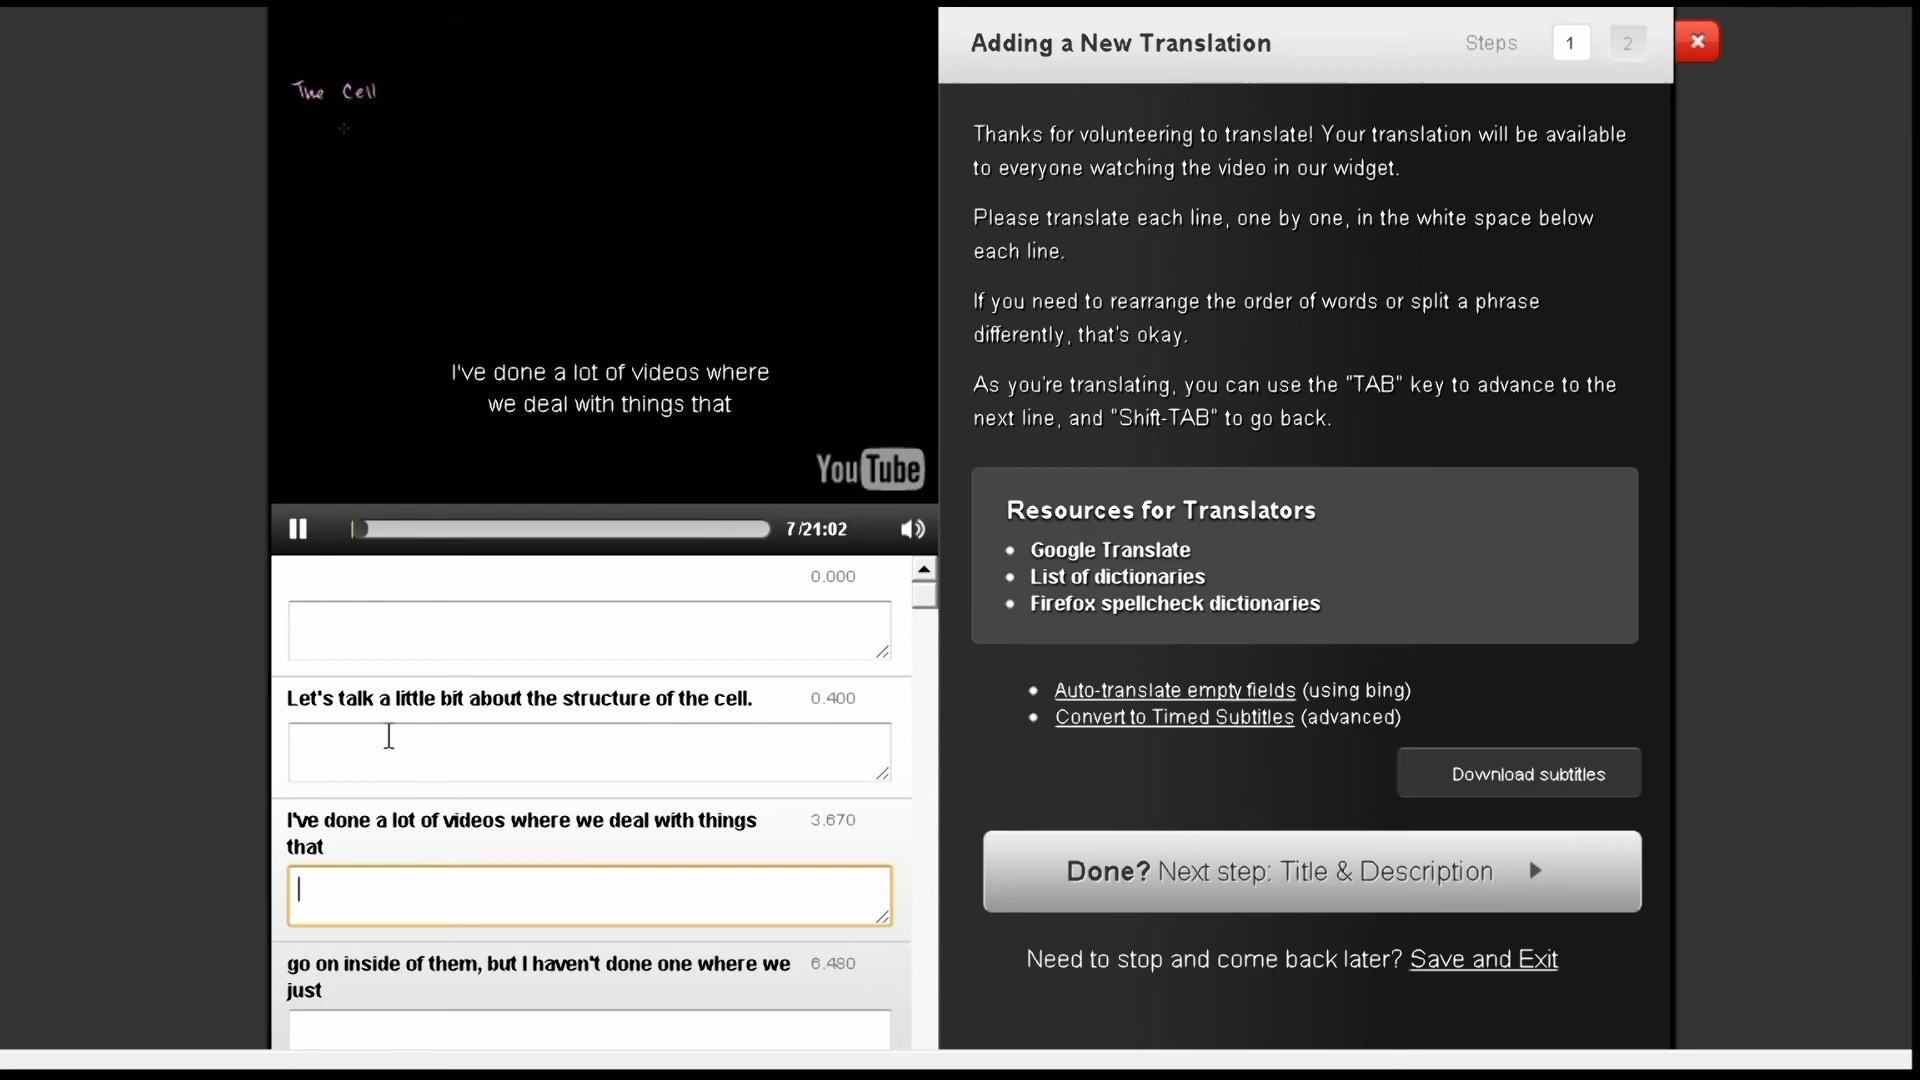 The Cell
I've done a lot of videos where
we deal with things that
YouTube
7/21:02
0.000
Let's talk a little bit about the structure of the cell. 0.400
I've done a lot of videos where we deal with things 3.670
that
go on inside of them, but I haven't done one where we 6.480
just
Adding a New Translation Steps 1 2
Thanks for volunteering to translate! Your translation will be available
to everyone watching the video in our widget.
Please translate each line, one by one, in the white space below
each line.
If you need to rearrange the order of words or split a phrase
differently, that's okay.
As you're translating, you can use the "TAB" key to advance to the
next line, and "Shift-TAB" to go back.
Resources for Translators
Google Translate
List of dictionaries
Firefox spellcheck dictionaries
Auto-translate empty fields (using bing)
Convert to Timed Subtitles (advanced)
Download subtitles
Done? Next step: Title & Description
Need to stop and come back later? Save and Exit